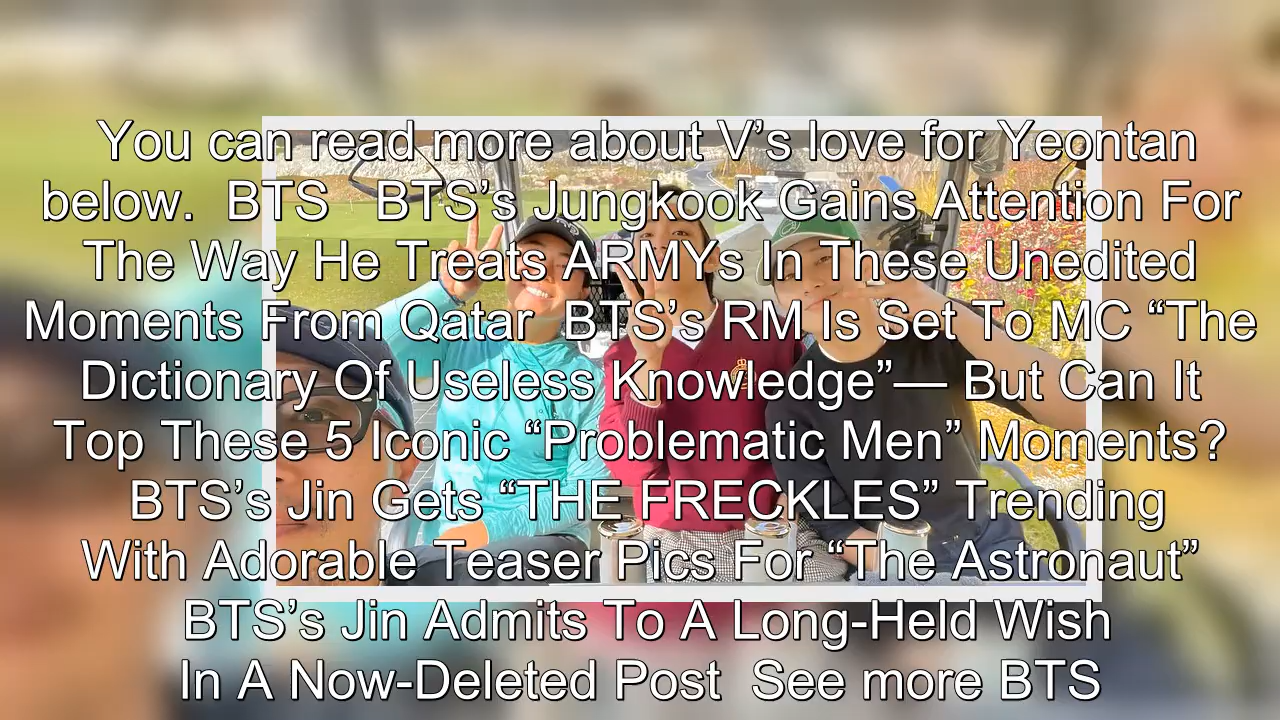 You can read more about V’s love for Yeontan
below.  BTS   BTS’s Jungkook Gains Attention For
The Way He Treats ARMYs In These Unedited
Moments From Qatar  BTS’s RM Is Set To MC “The
Dictionary Of Useless Knowledge”— But Can It
Top These 5 Iconic “Problematic Men” Moments?
BTS’s Jin Gets “THE FRECKLES” Trending
With Adorable Teaser Pics For “The Astronaut”
BTS’s Jin Admits To A Long-Held Wish
In A Now-Deleted Post  See more BTS